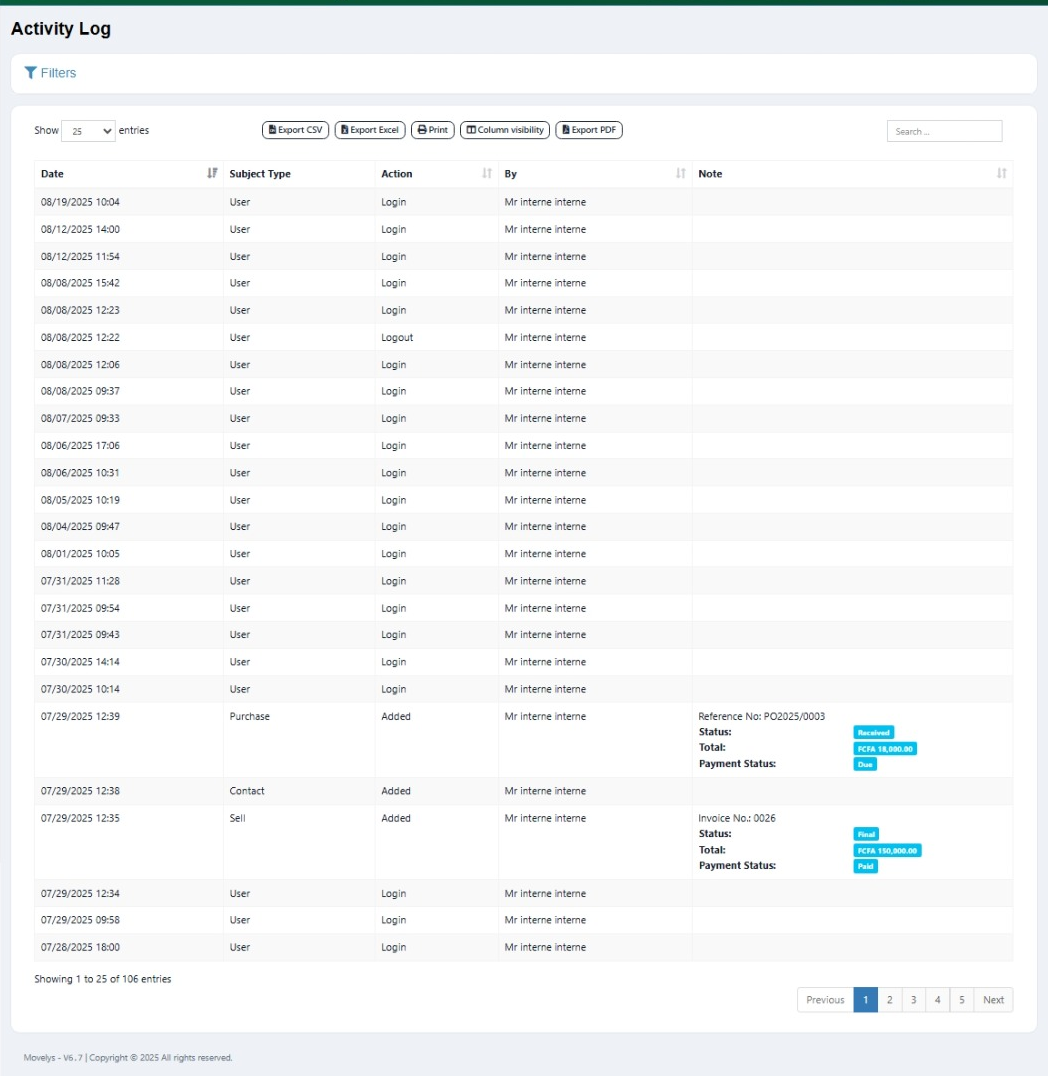 Activity Log
Filters
Show 25 entries
Export CSV Export Excel Print Column visibility Export PDF
Search ...
Date Subject Type Action By Note
08/19/2025 10:04 User Login Mr interne interne
08/12/2025 14:00 User Login Mr interne interne
08/12/2025 11:54 User Login Mr interne interne
08/08/2025 15:42 User Login Mr interne interne
08/08/2025 12:23 User Login Mr interne interne
08/08/2025 12:22 User Logout Mr interne interne
08/08/2025 12:06 User Login Mr interne interne
08/08/2025 09:37 User Login Mr interne interne
08/07/2025 09:33 User Login Mr interne interne
08/06/2025 17:06 User Login Mr interne interne
08/06/2025 10:31 User Login Mr interne interne
08/05/2025 10:19 User Login Mr interne interne
08/04/2025 09:47 User Login Mr interne interne
08/01/2025 10:05 User Login Mr interne interne
07/31/2025 11:28 User Login Mr interne interne
07/31/2025 09:54 User Login Mr interne interne
07/31/2025 09:43 User Login Mr interne interne
07/30/2025 14:14 User Login Mr interne interne
07/30/2025 10:14 User Login Mr interne interne
07/29/2025 12:39 Purchase Added Mr interne interne Reference No: PO2025/0003
Status: Received
Total: FCFA 18,000.00
Payment Status: Due
07/29/2025 12:38 Contact Added Mr interne interne
07/29/2025 12:35 Sell Added Mr interne interne Invoice No.: 0026
Status: Final
Total: FCFA 150,000.00
Payment Status: Paid
07/29/2025 12:34 User Login Mr interne interne
07/29/2025 09:58 User Login Mr interne interne
07/28/2025 18:00 User Login Mr interne interne
Showing 1 to 25 of 106 entries
Previous 1 2 3 4 5 Next
Movelys - V6.7 | Copyright © 2025 All rights reserved.